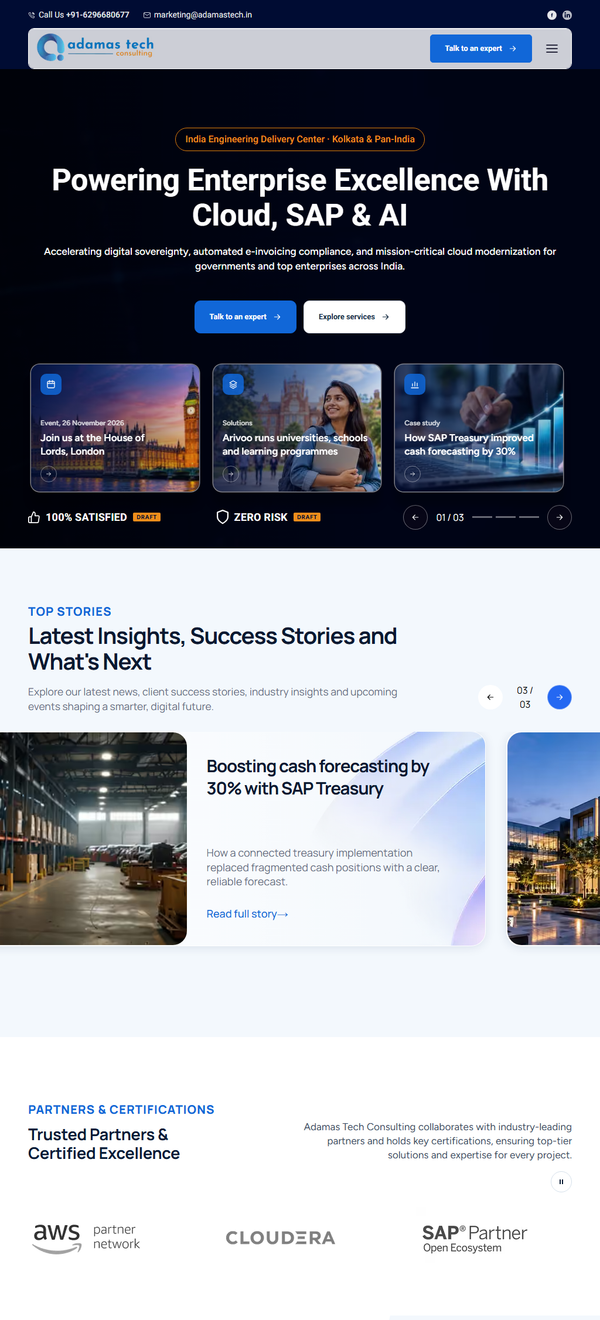 Call Us +91-6296680677
marketing@adamastech.in
adamas tech
consulting
Talk to an expert
India Engineering Delivery Center · Kolkata & Pan-India
Powering Enterprise Excellence With
Cloud, SAP & AI
Accelerating digital sovereignty, automated e-invoicing compliance, and mission-critical cloud modernization for
governments and top enterprises across India.
Talk to an expert
Explore services
Event, 26 November 2026
Join us at the House of
Lords, London
Solutions
Arivoo runs universities, schools
and learning programmes
Case study
How SAP Treasury improved
cash forecasting by 30%
100% SATISFIED DRAFT
ZERO RISK DRAFT
01 / 03
TOP STORIES
Latest Insights, Success Stories and
What's Next
Explore our latest news, client success stories, industry insights and upcoming
events shaping a smarter, digital future.
03 /
03
Boosting cash forecasting by
30% with SAP Treasury
How a connected treasury implementation
replaced fragmented cash positions with a clear,
reliable forecast.
Read full story→
PARTNERS & CERTIFICATIONS
Trusted Partners &
Certified Excellence
Adamas Tech Consulting collaborates with industry-leading
partners and holds key certifications, ensuring top-tier
solutions and expertise for every project.
aws partner
network
CLOUDERA
SAP® Partner
Open Ecosystem